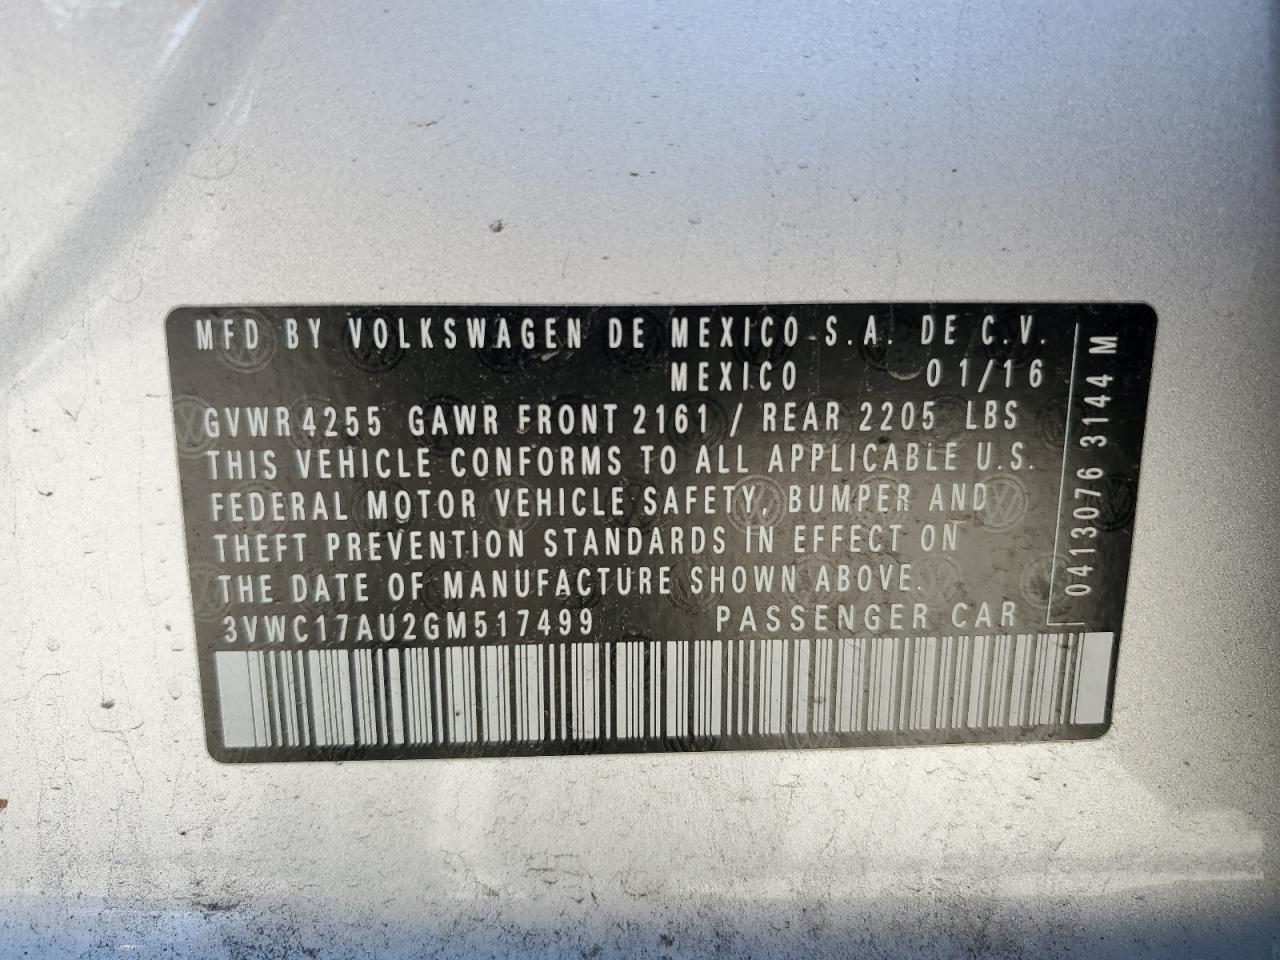 MFD BY VOLKSWAGEN DE MEXICO S.A. DE C.V.
MEXICO 01/16
GVWR 4255 GAWR FRONT 2161 / REAR 2205 LBS
THIS VEHICLE CONFORMS TO ALL APPLICABLE U.S.
FEDERAL MOTOR VEHICLE SAFETY, BUMPER AND
THEFT PREVENTION STANDARDS IN EFFECT ON
THE DATE OF MANUFACTURE SHOWN ABOVE.
3VWC17AU2GM517499 PASSENGER CAR
0413076 3144 M